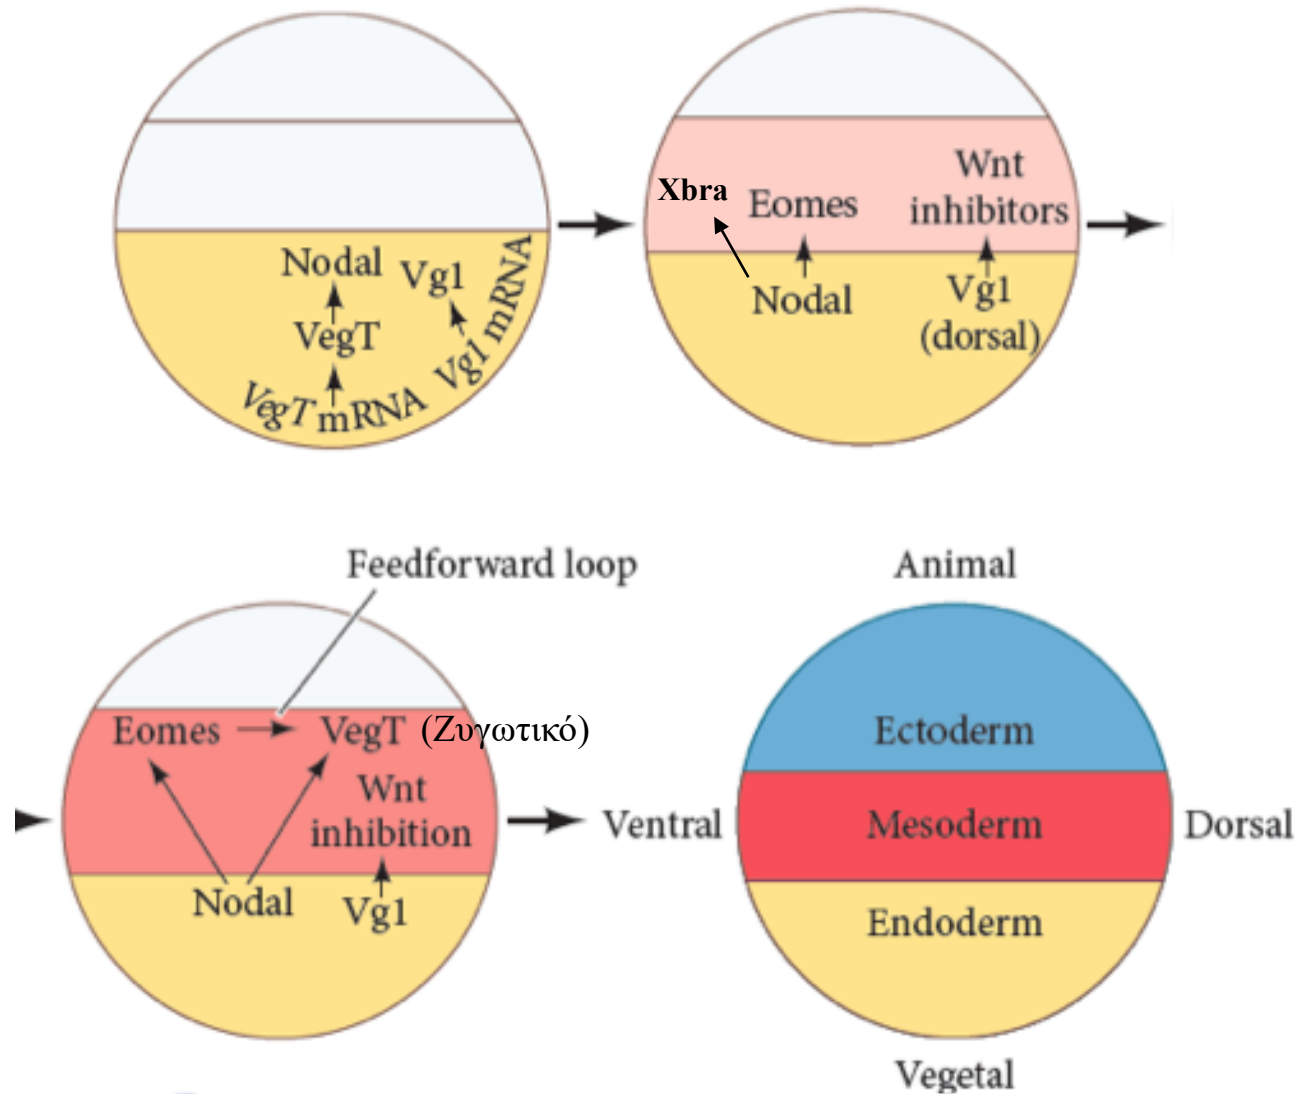 Nodal
Vg1
VegT
VegT mRNA
Vg1 mRNA
Wnt
inhibitors
Xbra
Eomes
Nodal
Vg1
(dorsal)
Feedforward loop
Eomes
VegT (Ζυγωτικό)
Wnt
inhibition
Nodal
Vg1
Animal
Ectoderm
Ventral
Mesoderm
Dorsal
Endoderm
Vegetal